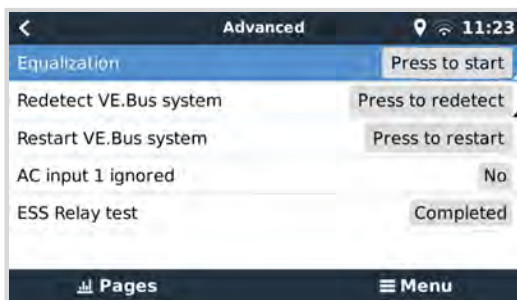 Advanced 11:23
Equalization Press to start
Redetect VE.Bus system Press to redetect
Restart VE.Bus system Press to restart
AC input 1 ignored No
ESS Relay test Completed
Pages Menu